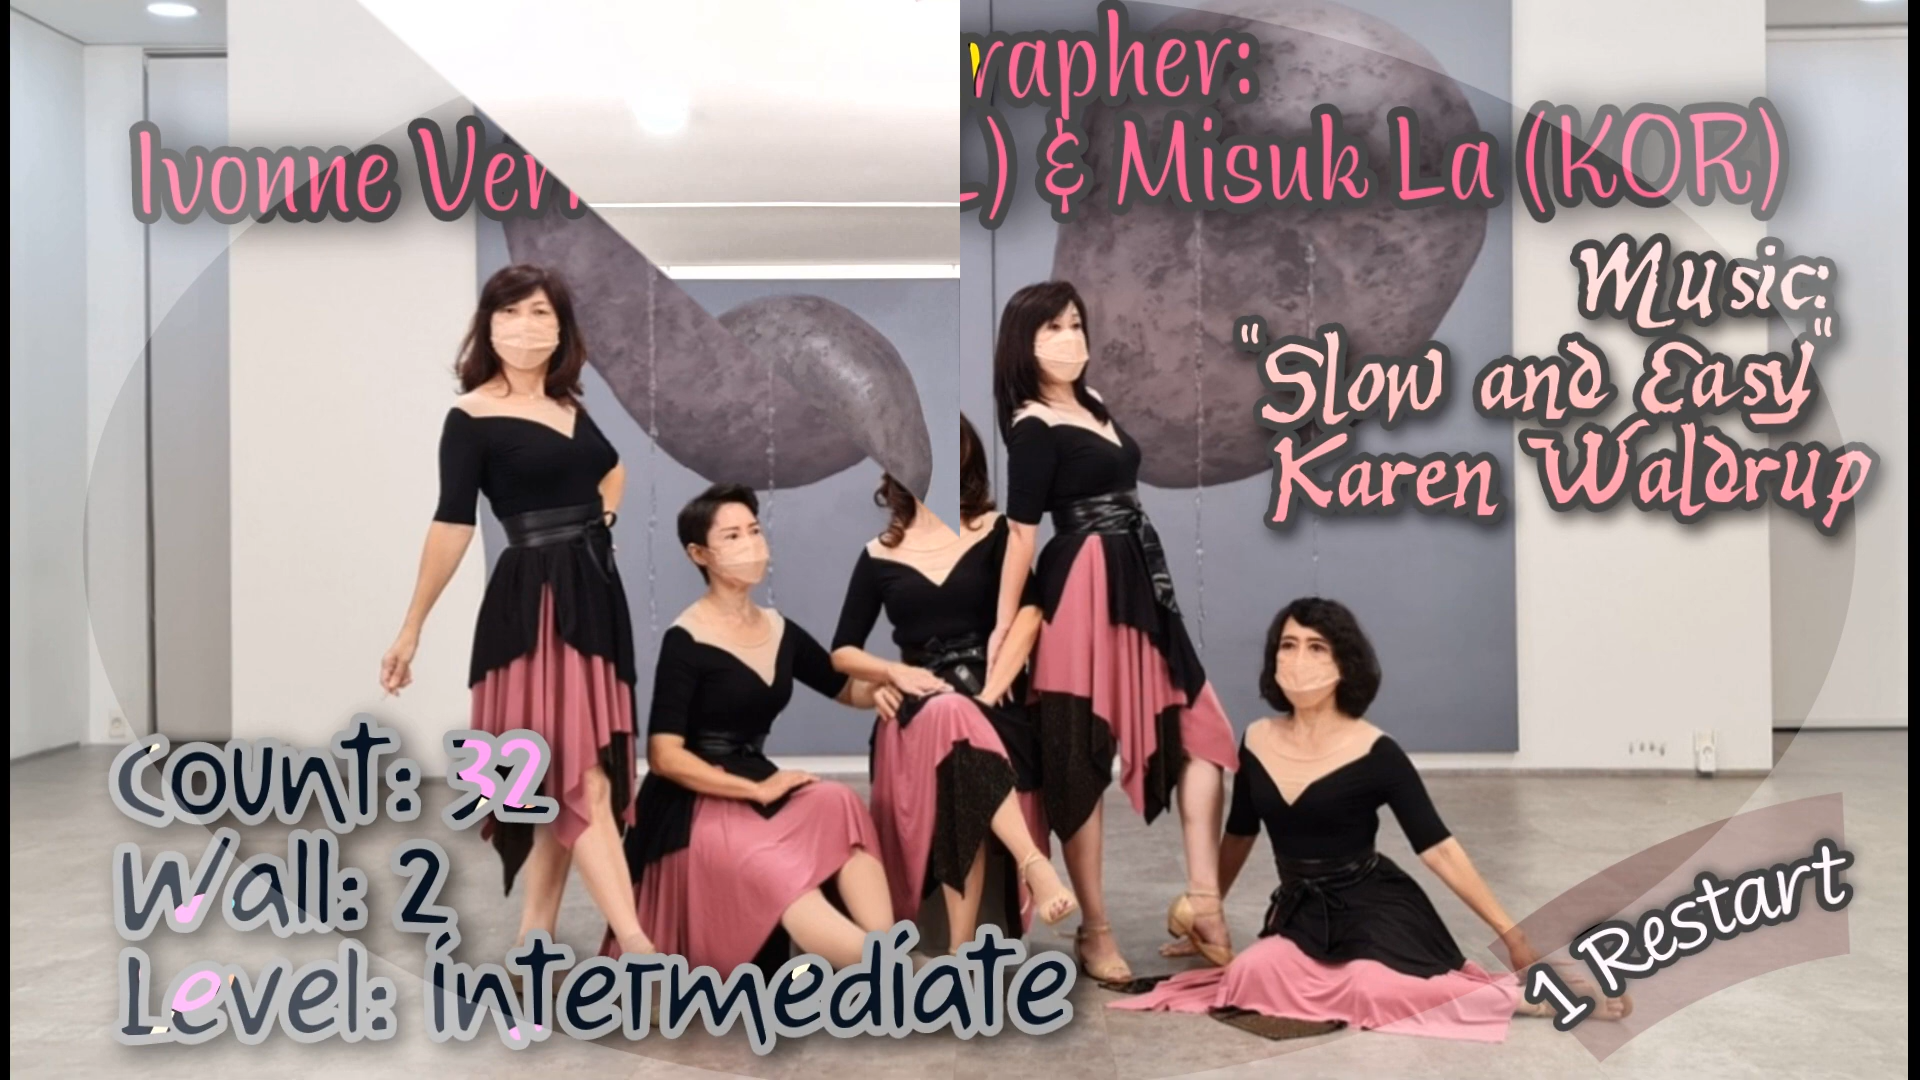 rapher:
Ivonne Ver ) & Misuk La (KOR)
Music:
"Slow and Easy"
Karen Waldrup
Count: 32
Wall: 2
Level: Intermediate
1 Restart